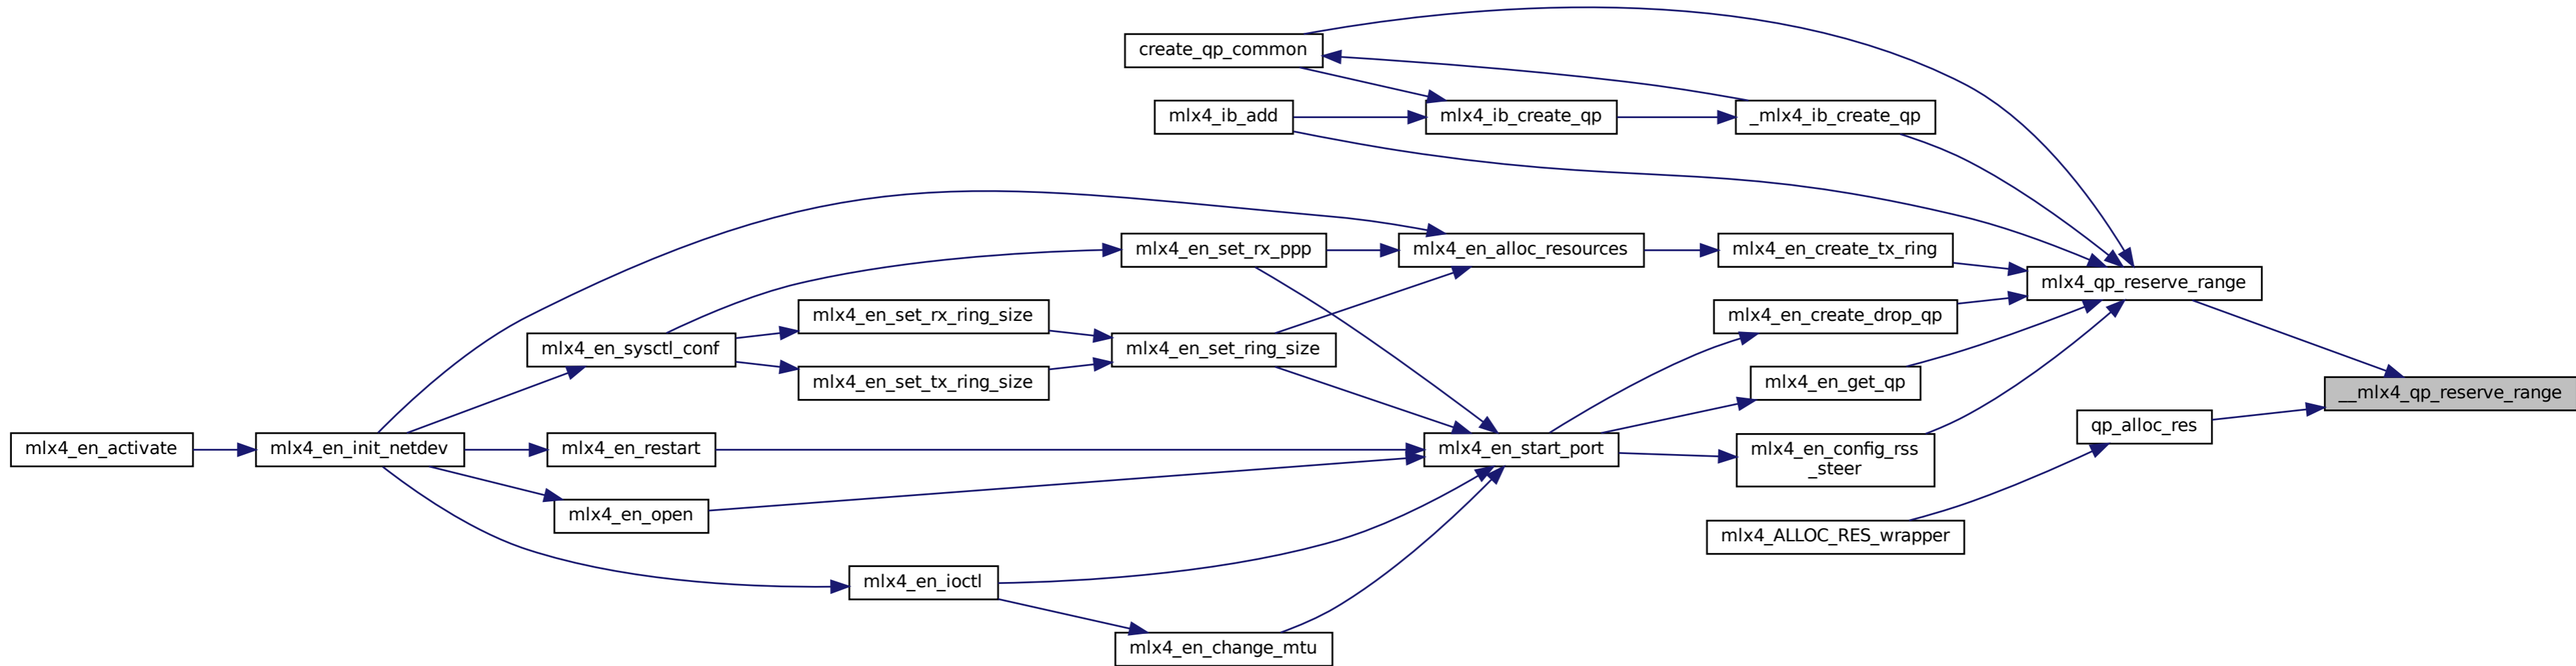 create_qp_common
mlx4_ib_add
mlx4_ib_create_qp
_mlx4_ib_create_qp
mlx4_en_set_rx_ppp
mlx4_en_alloc_resources
mlx4_en_create_tx_ring
mlx4_qp_reserve_range
mlx4_en_set_rx_ring_size
mlx4_en_create_drop_qp
mlx4_en_sysctl_conf
mlx4_en_set_ring_size
mlx4_en_set_tx_ring_size
mlx4_en_get_qp
__mlx4_qp_reserve_range
qp_alloc_res
mlx4_en_activate
mlx4_en_init_netdev
mlx4_en_restart
mlx4_en_start_port
mlx4_en_config_rss
_steer
mlx4_en_open
mlx4_ALLOC_RES_wrapper
mlx4_en_ioctl
mlx4_en_change_mtu